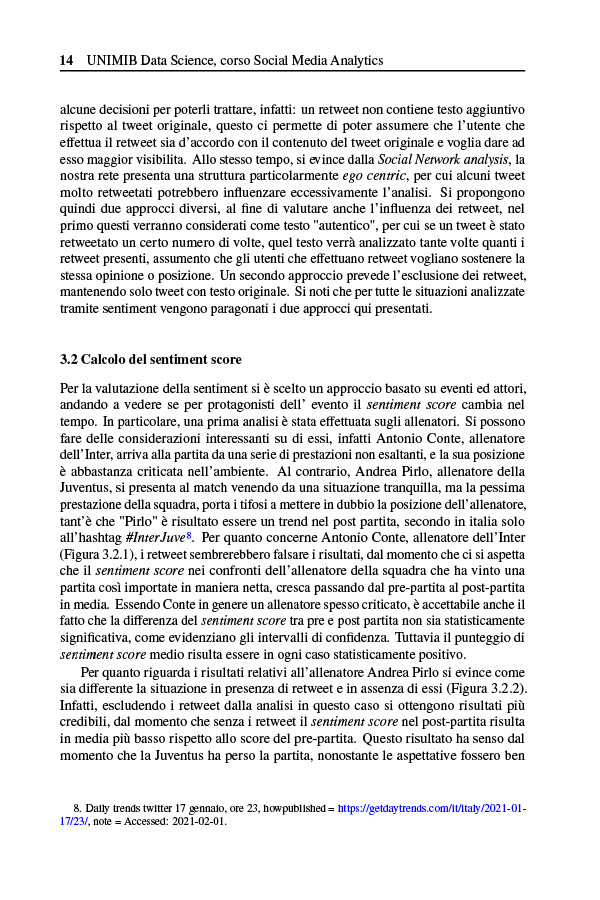 14 UNIMIB Data Science, corso Social Media Analytics
alcune decisioni per poterli trattare, infatti: un retweet non contiene testo aggiuntivo
rispetto al tweet originale, questo ci permette di poter assumere che l'utente che
effettua il retweet sia d'accordo con il contenuto del tweet originale e voglia dare ad
esso maggior visibilita. Allo stesso tempo, si evince dalla Social Network analysis, la
nostra rete presenta una struttura particolarmente ego centric, per cui alcuni tweet
molto retweetati potrebbero influenzare eccessivamente l'analisi. Si propongono
quindi due approcci diversi, al fine di valutare anche l'influenza dei retweet, nel
primo questi verranno considerati come testo "autentico", per cui se un tweet è stato
retweetato un certo numero di volte, quel testo verrà analizzato tante volte quanti i
retweet presenti, assumento che gli utenti che effettuano retweet vogliano sostenere la
stessa opinione o posizione. Un secondo approccio prevede l'esclusione dei retweet,
mantenendo solo tweet con testo originale. Si noti che per tutte le situazioni analizzate
tramite sentiment vengono paragonati i due approcci qui presentati.
3.2 Calcolo del sentiment score
Per la valutazione della sentiment si è scelto un approccio basato su eventi ed attori,
andando a vedere se per protagonisti dell' evento il sentiment score cambia nel
tempo. In particolare, una prima analisi è stata effettuata sugli allenatori. Si possono
fare delle considerazioni interessanti su di essi, infatti Antonio Conte, allenatore
dell'Inter, arriva alla partita da una serie di prestazioni non esaltanti, e la sua posizione
è abbastanza criticata nell'ambiente. Al contrario, Andrea Pirlo, allenatore della
Juventus, si presenta al match venendo da una situazione tranquilla, ma la pessima
prestazione della squadra, porta i tifosi a mettere in dubbio la posizione dell'allenatore,
tant'è che "Pirlo" è risultato essere un trend nel post partita, secondo in italia solo
all'hashtag #InterJuve8. Per quanto concerne Antonio Conte, allenatore dell'Inter
(Figura 3.2.1), i retweet sembrerebbero falsare i risultati, dal momento che ci si aspetta
che il sentiment score nei confronti dell'allenatore della squadra che ha vinto una
partita così importate in maniera netta, cresca passando dal pre-partita al post-partita
in media. Essendo Conte in genere un allenatore spesso criticato, è accettabile anche il
fatto che la differenza del sentiment score tra pre e post partita non sia statisticamente
significativa, come evidenziano gli intervalli di confidenza. Tuttavia il punteggio di
sentiment score medio risulta essere in ogni caso statisticamente positivo.
Per quanto riguarda i risultati relativi all'allenatore Andrea Pirlo si evince come
sia differente la situazione in presenza di retweet e in assenza di essi (Figura 3.2.2).
Infatti, escludendo i retweet dalla analisi in questo caso si ottengono risultati più
credibili, dal momento che senza i retweet il sentiment score nel post-partita risulta
in media più basso rispetto allo score del pre-partita. Questo risultato ha senso dal
momento che la Juventus ha perso la partita, nonostante le aspettative fossero ben
8. Daily trends twitter 17 gennaio, ore 23, howpublished = https://getdaytrends.com/it/italy/2021-01-
17/23/, note = Accessed: 2021-02-01.